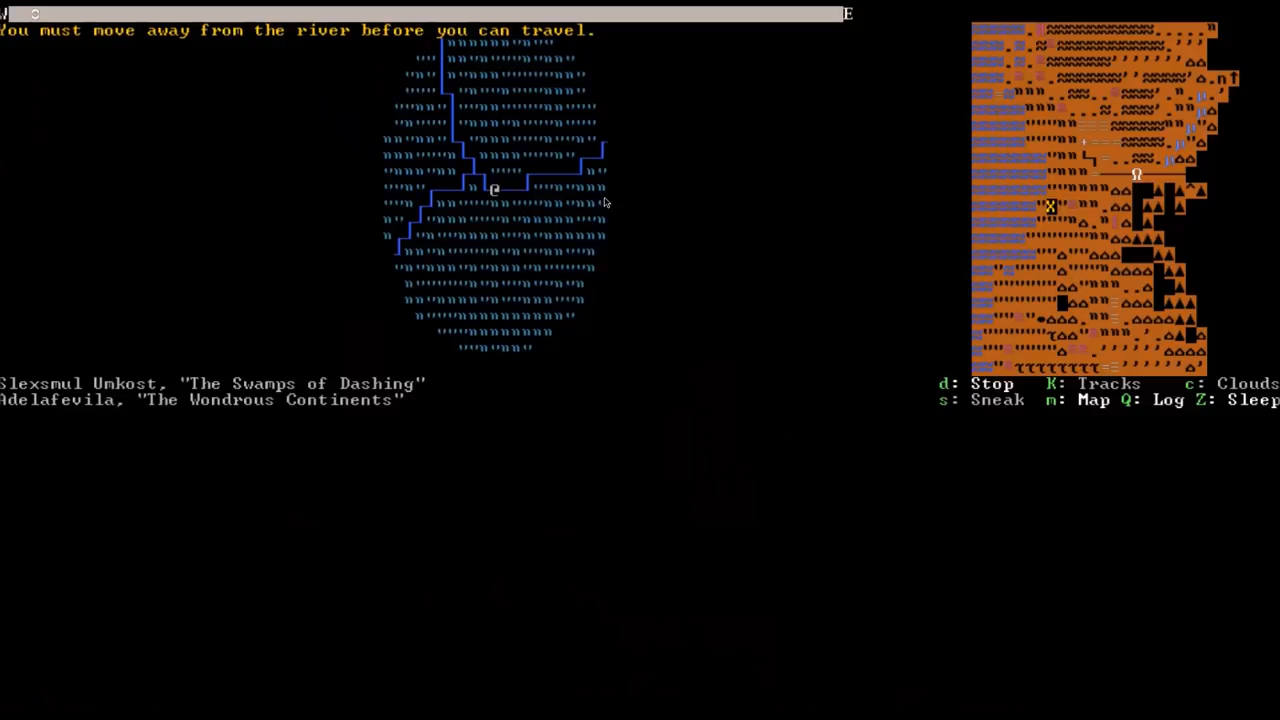 W E
You must move away from the river before you can travel.
Slexsmul Umkost, "The Swamps of Dashing"
Adelafevila, "The Wondrous Continents"
d: Stop K: Tracks c: Clouds
s: Sneak m: Map Q: Log Z: Sleep